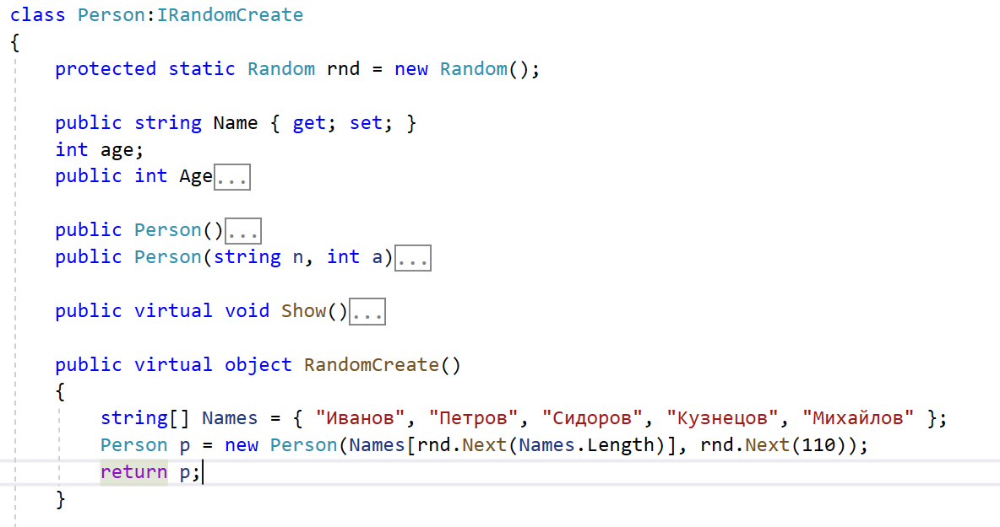 class Person:IRandomCreate
{
protected static Random rnd = new Random();
public string Name { get; set; }
int age;
public int Age...
public Person()...
public Person(string n, int a)...
public virtual void Show()...
public virtual object RandomCreate()
{
string[] Names = { "Иванов", "Петров", "Сидоров", "Кузнецов", "Михайлов" };
Person p = new Person(Names[rnd.Next(Names.Length)], rnd.Next(110));
return p;
}